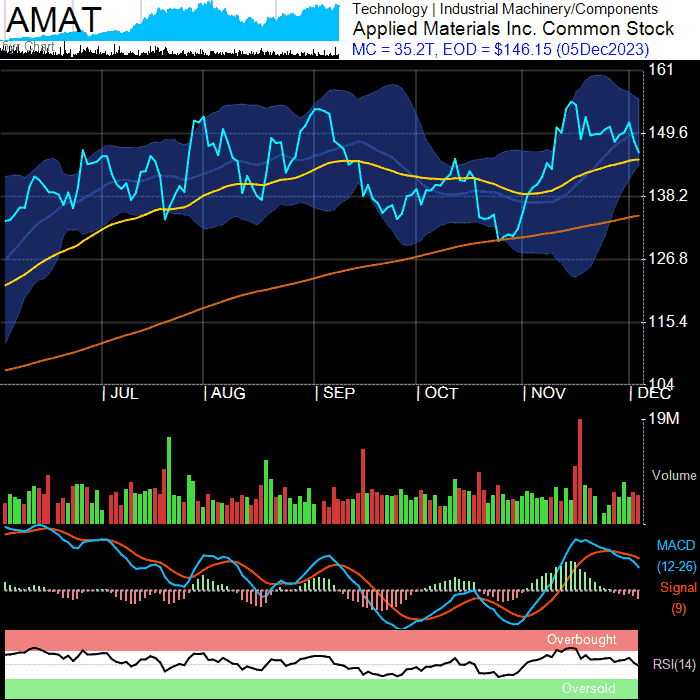 AMAT
Technology | Industrial Machinery/Components
Applied Materials Inc. Common Stock
MC = 35.2T, EOD = $146.15 (05Dec2023)
Chart
161
149.6
138.2
126.8
115.4
104
JUL
AUG
SEP
OCT
NOV
DEC
19M
Volume
MACD
(12-26)
Signal
(9)
Overbought
RSI(14)
Oversold